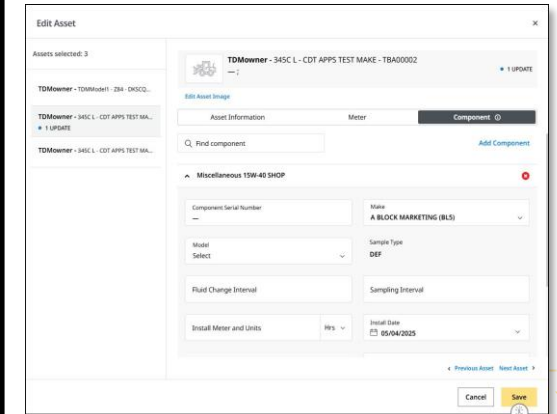 Edit Asset
×
Assets selected: 3
TDMowner - TDMModel1 - Z84 - DKSCQ...
TDMowner - 345C L - CDT APPS TEST MA...
1 UPDATE
TDMowner - 345C L - CDT APPS TEST MA...
TDMowner - 345C L - CDT APPS TEST MAKE - TBA00002
— ;
1 UPDATE
Edit Asset Image
Asset Information
Meter
Component
Find component
Add Component
Miscellaneous 15W-40 SHOP
Component Serial Number
—
Make
A BLOCK MARKETING (BL5)
Model
Select
Sample Type
DEF
Fluid Change Interval
Sampling Interval
Install Meter and Units
Hrs
Install Date
05/04/2025
Previous Asset Next Asset
Cancel
Save